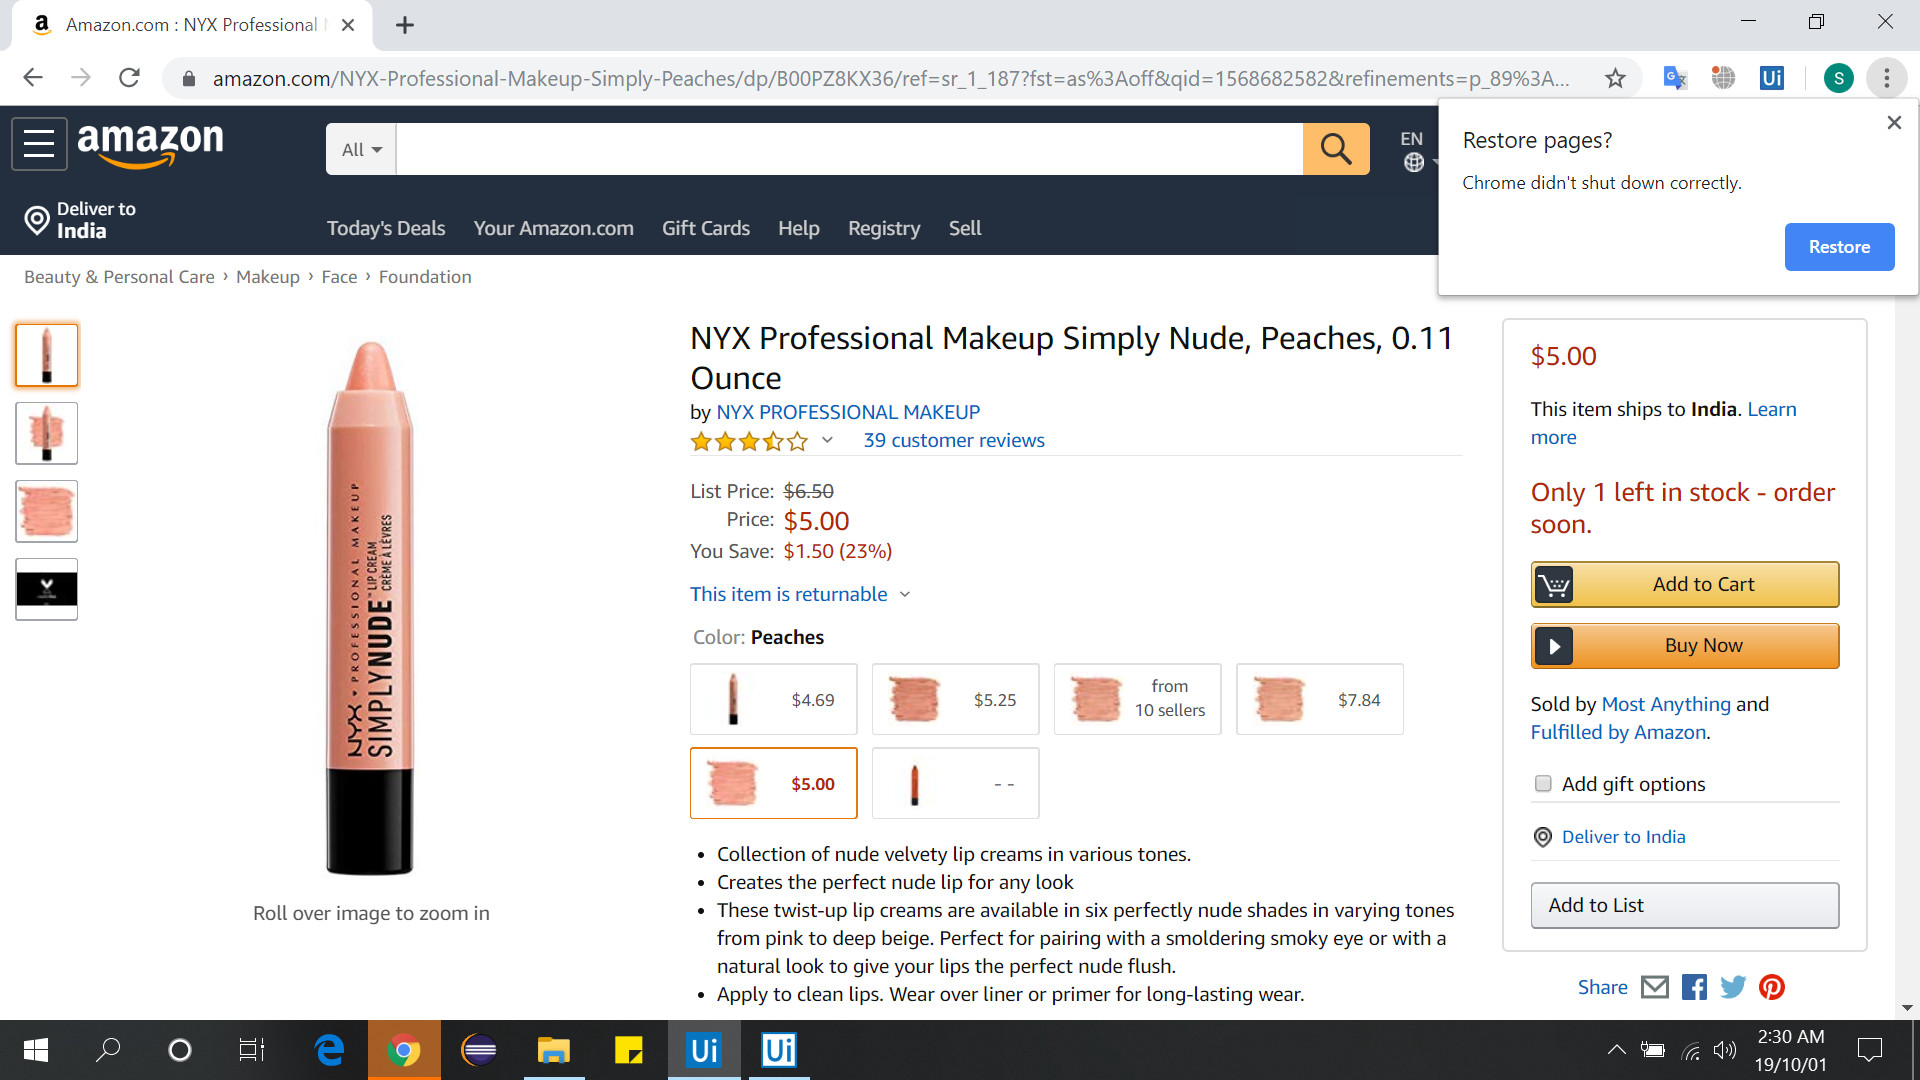 Amazon.com : NYX Professional
amazon.com/NYX-Professional-Makeup-Simply-Peaches/dp/B00PZ8KX36/ref=sr_1_187?fst=as%3Aoff&qid=1568682582&refinements=p_89%3A...
Ui
S
Restore pages?
Chrome didn't shut down correctly.
Restore
amazon
All
EN
Deliver to
India
Today's Deals
Your Amazon.com
Gift Cards
Help
Registry
Sell
Beauty & Personal Care › Makeup › Face › Foundation
NYX PROFESSIONAL MAKEUP
SIMPLY NUDE™ LIP CREAM
CRÈME À LÈVRES
Roll over image to zoom in
NYX Professional Makeup Simply Nude, Peaches, 0.11
Ounce
by NYX PROFESSIONAL MAKEUP
39 customer reviews
List Price: $6.50
Price: $5.00
You Save: $1.50 (23%)
This item is returnable
Color: Peaches
$4.69
$5.25
from
10 sellers
$7.84
$5.00
- -
• Collection of nude velvety lip creams in various tones.
• Creates the perfect nude lip for any look
• These twist-up lip creams are available in six perfectly nude shades in varying tones
from pink to deep beige. Perfect for pairing with a smoldering smoky eye or with a
natural look to give your lips the perfect nude flush.
• Apply to clean lips. Wear over liner or primer for long-lasting wear.
$5.00
This item ships to India. Learn
more
Only 1 left in stock - order
soon.
Add to Cart
Buy Now
Sold by Most Anything and
Fulfilled by Amazon.
Add gift options
Deliver to India
Add to List
Share
Ui
Ui
2:30 AM
19/10/01